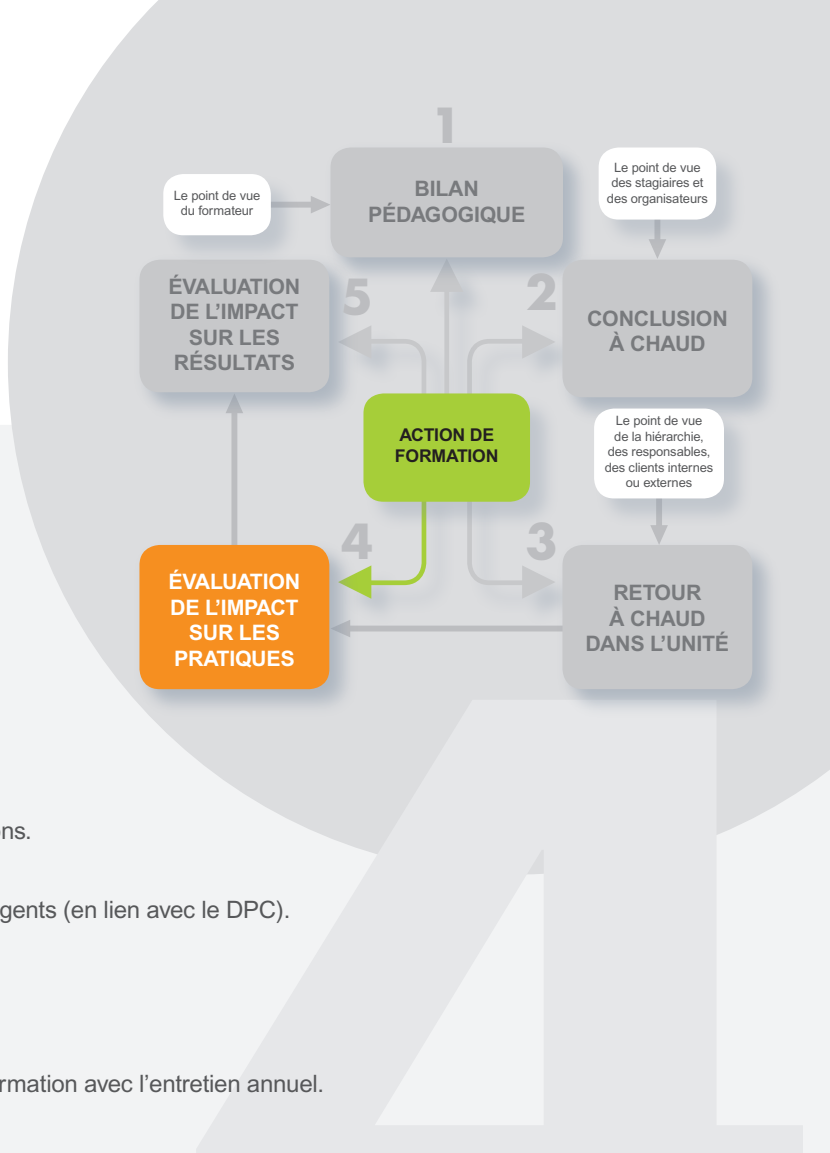 1
Le point de vue
du formateur
BILAN
PÉDAGOGIQUE
Le point de vue
des stagiaires et
des organisateurs
ÉVALUATION
DE L’IMPACT
SUR LES
RÉSULTATS
5
2
CONCLUSION
À CHAUD
ACTION DE
FORMATION
Le point de vue
de la hiérarchie,
des responsables,
des clients internes
ou externes
4
3
ÉVALUATION
DE L’IMPACT
SUR LES
PRATIQUES
RETOUR
À CHAUD
DANS L’UNITÉ
4
ons.
gents (en lien avec le DPC).
rmation avec l’entretien annuel.